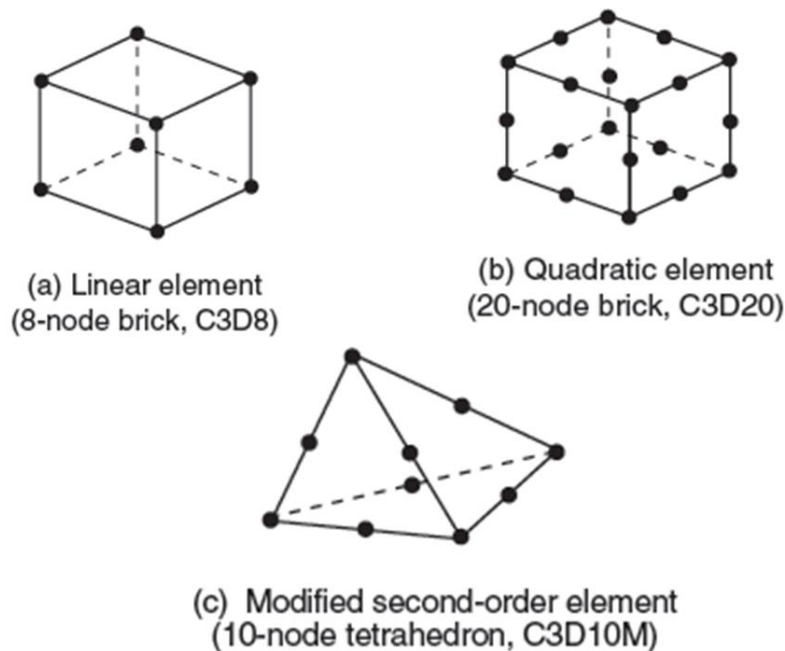 (a) Linear element
(8-node brick, C3D8)
(b) Quadratic element
(20-node brick, C3D20)
(c) Modified second-order element
(10-node tetrahedron, C3D10M)